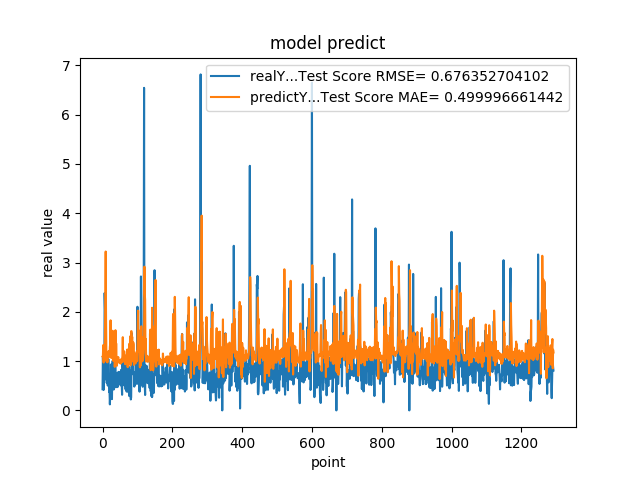 model predict
realY...Test Score RMSE= 0.676352704102
predictY...Test Score MAE= 0.499996661442
real value
7
6
5
4
3
2
1
0
0 200 400 600 800 1000 1200
point